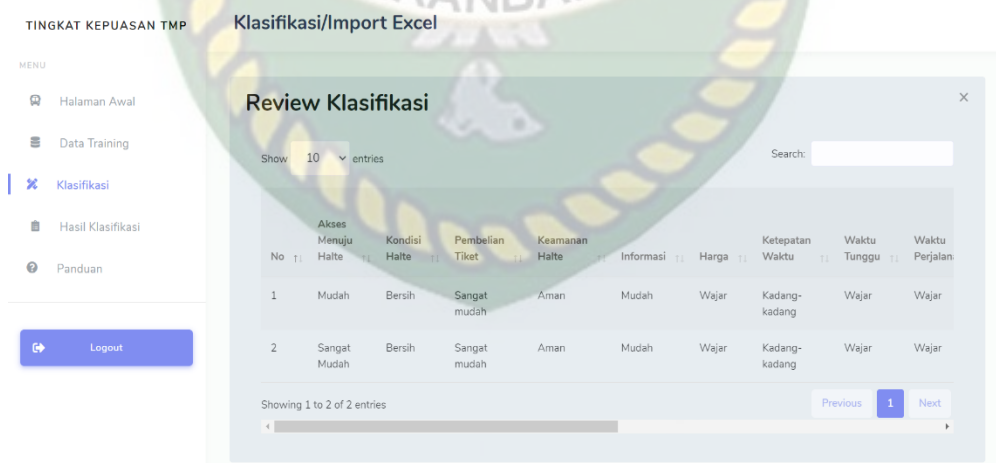 TINGKAT KEPUASAN TMP
Klasifikasi/Import Excel
MENU
Halaman Awal
Data Training
Klasifikasi
Hasil Klasifikasi
Panduan
Logout
Review Klasifikasi
×
Show 10 entries
Search:
No Akses Menuju Halte Kondisi Halte Pembelian Tiket Keamanan Halte Informasi Harga Ketepatan Waktu Waktu Tunggu Waktu Perjalana
1 Mudah Bersih Sangat mudah Aman Mudah Wajar Kadang-kadang Wajar Wajar
2 Sangat Mudah Bersih Sangat mudah Aman Mudah Wajar Kadang-kadang Wajar Wajar
Showing 1 to 2 of 2 entries
Previous 1 Next